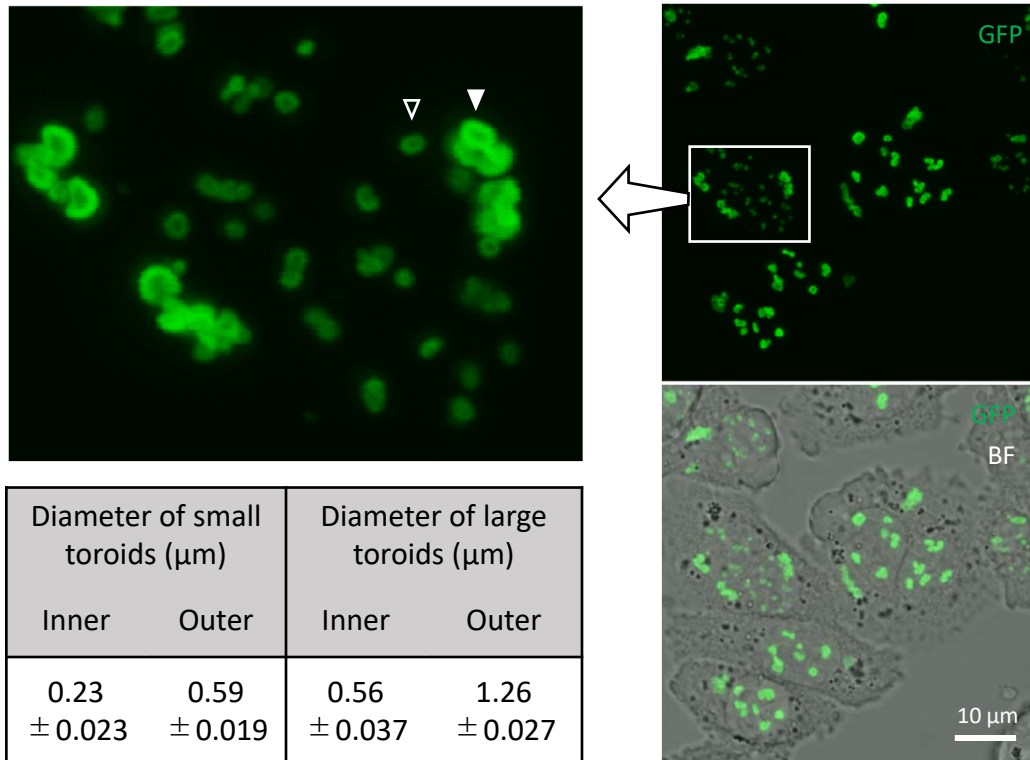 GFP
GFP
BF
10 µm
Diameter of small toroids (µm)
Diameter of large toroids (µm)
Inner
Outer
Inner
Outer
0.23 ± 0.023
0.59 ± 0.019
0.56 ± 0.037
1.26 ± 0.027